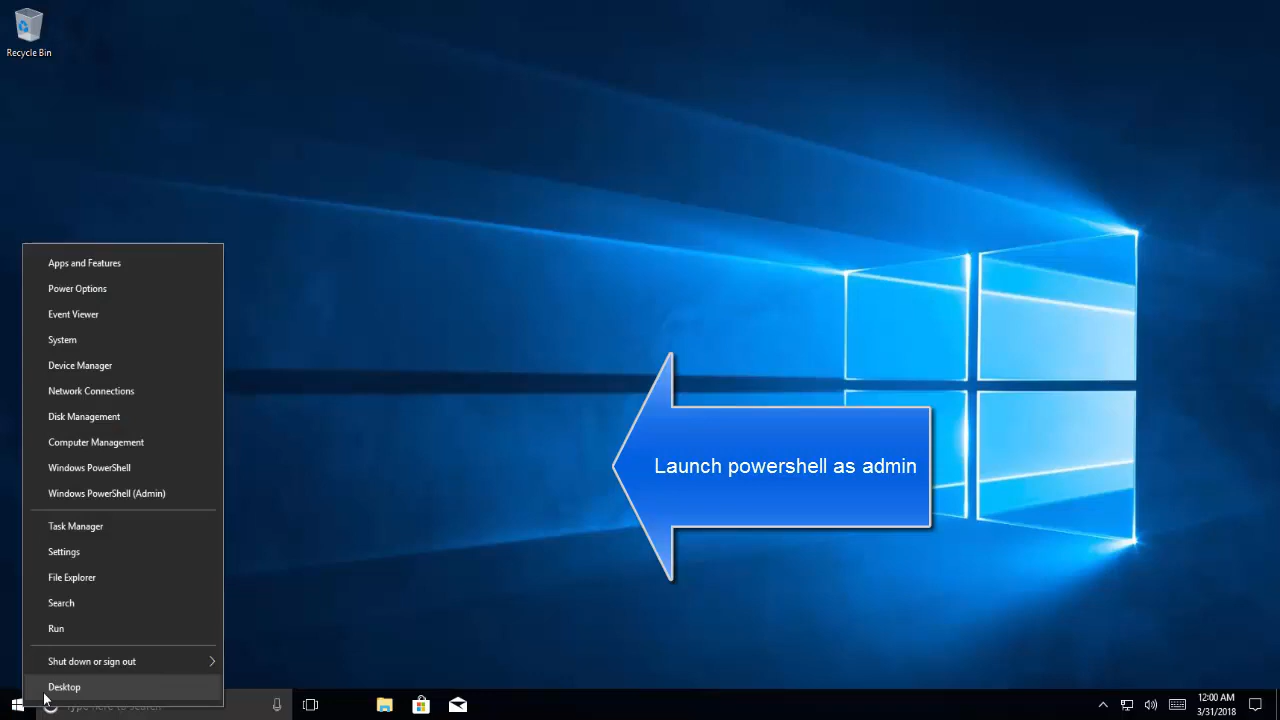 Recycle Bin
Apps and Features
Power Options
Event Viewer
System
Device Manager
Network Connections
Disk Management
Computer Management
Windows PowerShell
Windows PowerShell (Admin)
Task Manager
Settings
File Explorer
Search
Run
Shut down or sign out
Desktop
Launch powershell as admin
Type here to search
12:00 AM
3/31/2018